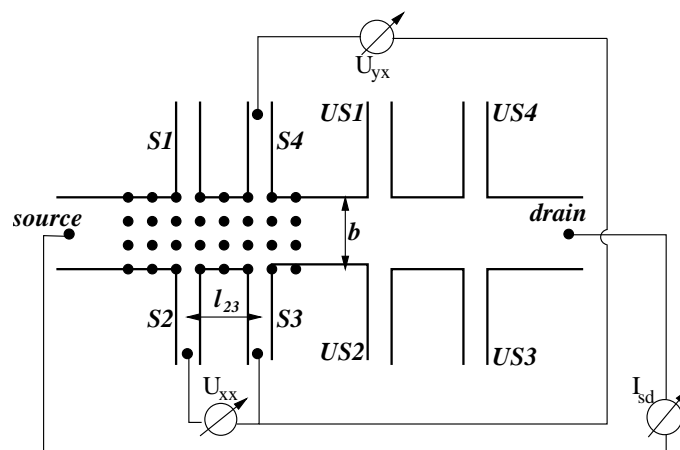 U_yx
S1
S4
US1
US4
source
b
drain
S2
l_23
S3
US2
US3
U_xx
I_sd